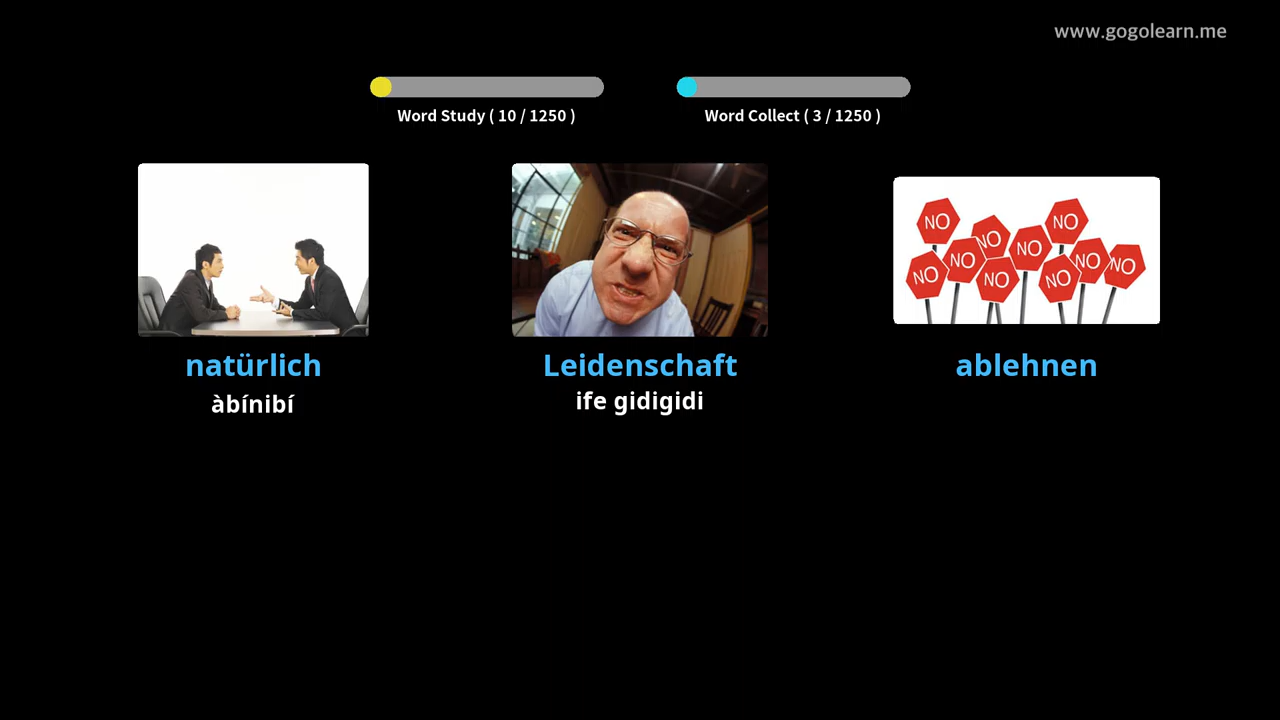 www.gogolearn.me
Word Study ( 10 / 1250 )
Word Collect ( 3 / 1250 )
NO
NO
NO
NO
NO
NO
NO
NO
NO
NO
natürlich
Leidenschaft
ablehnen
àbínibí
ife gidigidi